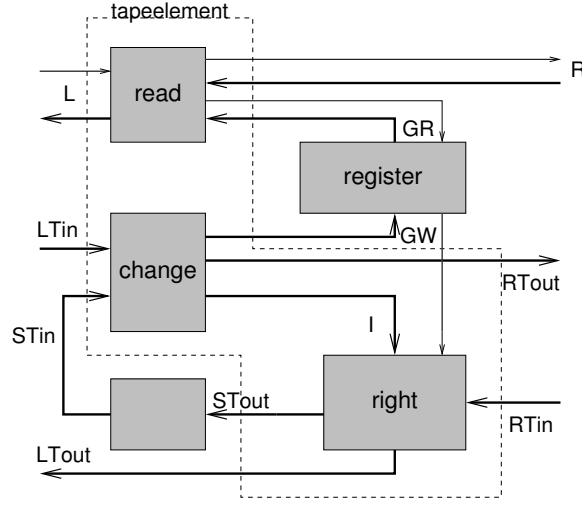 tapeelement
R
read
L
GR
register
LTin
GW
change
RTout
STin
I
STout
right
RTin
LTout